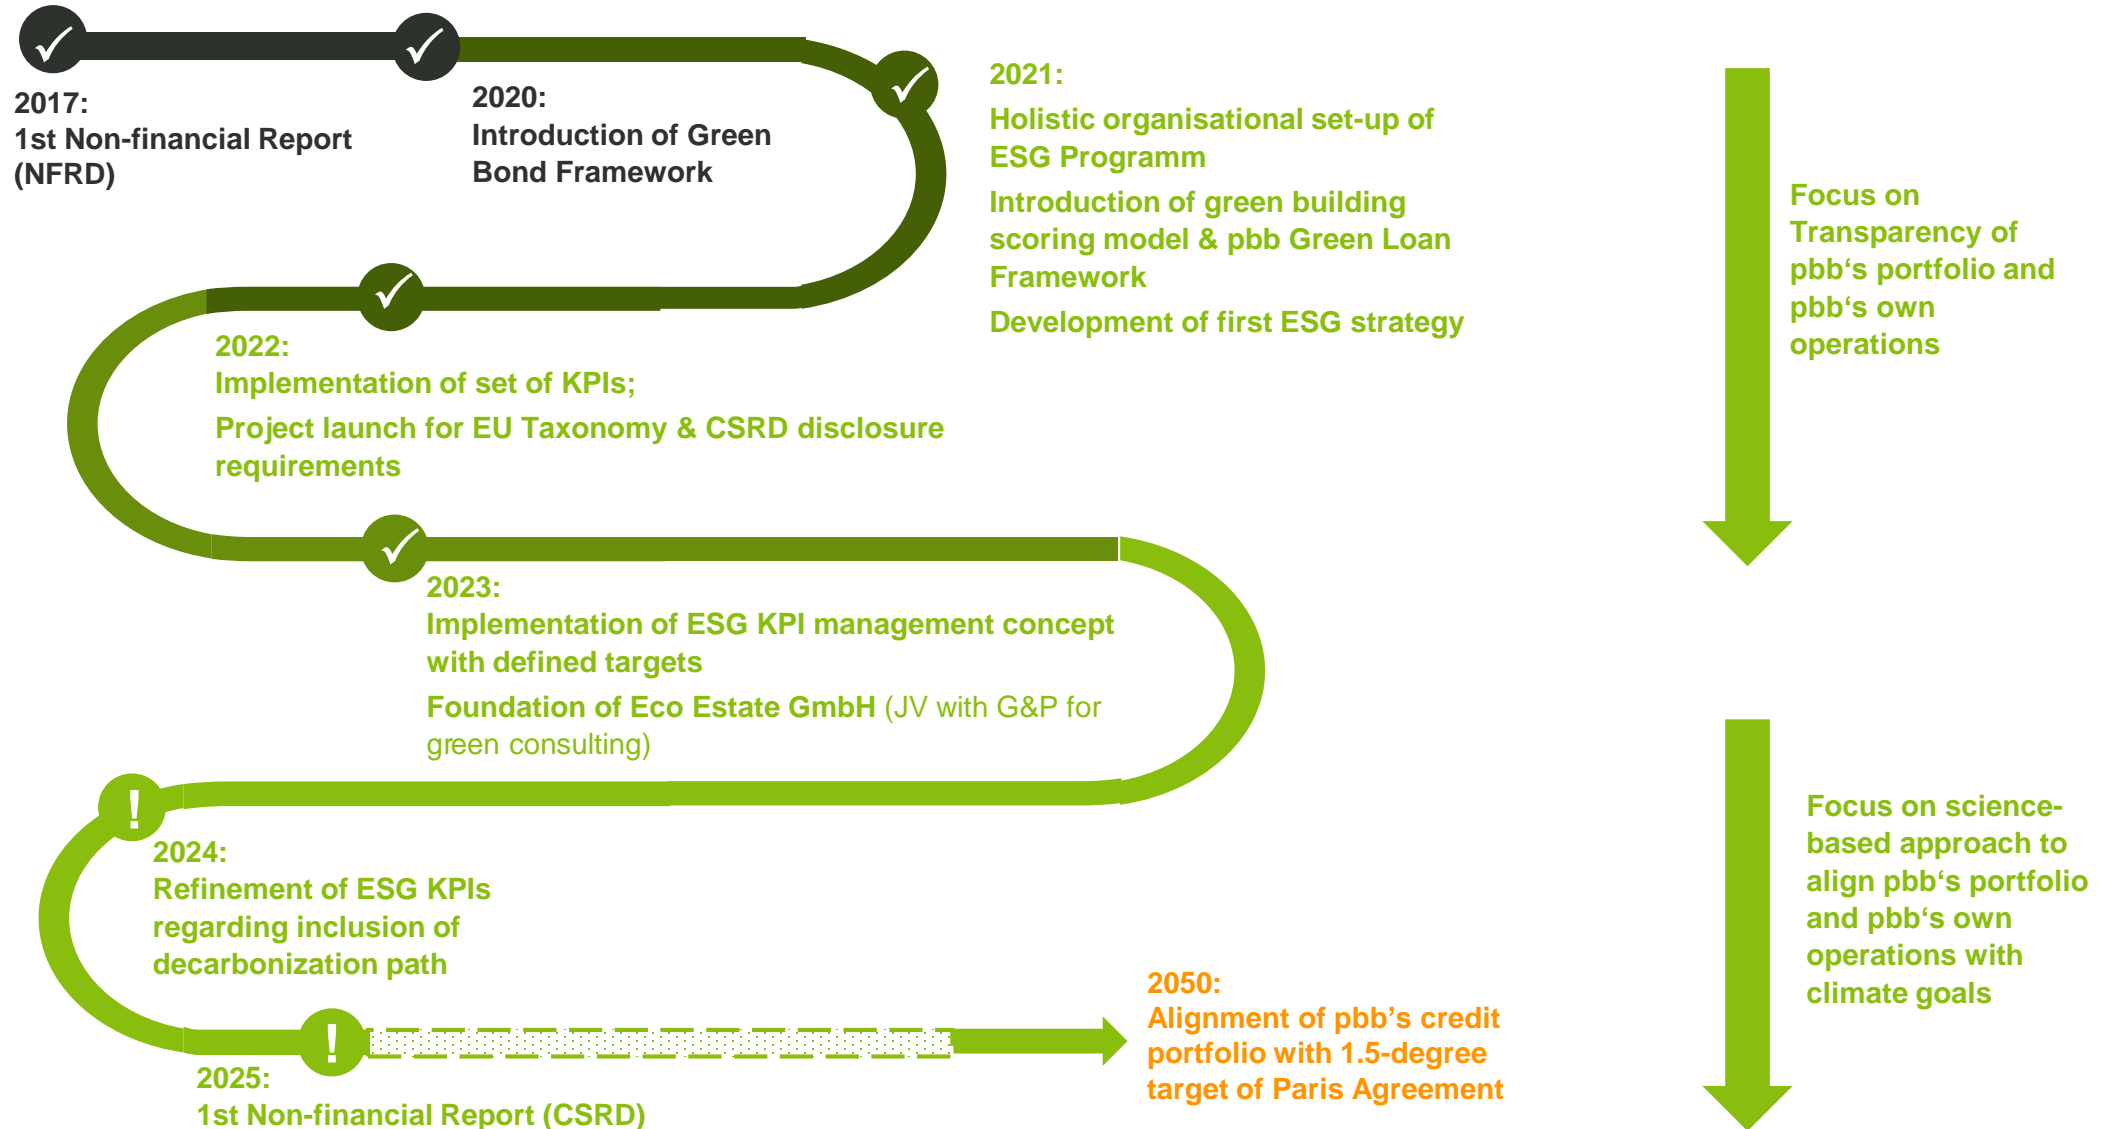 2017:
1st Non-financial Report
(NFRD)
2020:
Introduction of Green
Bond Framework
2021:
Holistic organisational set-up of
ESG Programm
Introduction of green building
scoring model & pbb Green Loan
Framework
Development of first ESG strategy
Focus on
Transparency of
pbb‘s portfolio and
pbb‘s own
operations
2022:
Implementation of set of KPIs;
Project launch for EU Taxonomy & CSRD disclosure
requirements
2023:
Implementation of ESG KPI management concept
with defined targets
Foundation of Eco Estate GmbH (JV with G&P for
green consulting)
!
2024:
Refinement of ESG KPIs
regarding inclusion of
decarbonization path
Focus on science-
based approach to
align pbb‘s portfolio
and pbb‘s own
operations with
climate goals
!
2025:
1st Non-financial Report (CSRD)
2050:
Alignment of pbb’s credit
portfolio with 1.5-degree
target of Paris Agreement